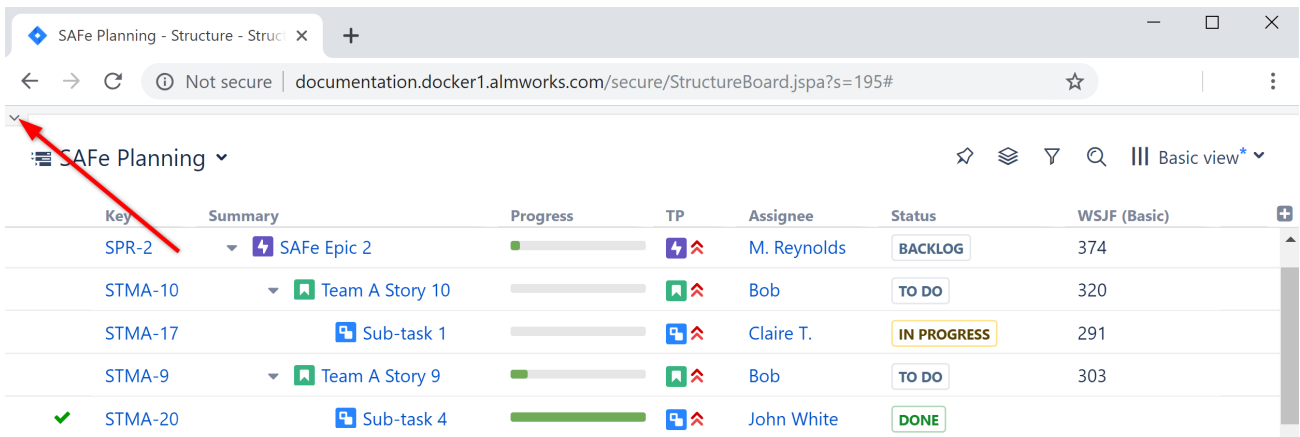 SAFe Planning - Structure - Struct
Not secure documentation.docker1.almworks.com/secure/StructureBoard.jspa?s=195#
SAFe Planning Basic view*
Key Summary Progress TP Assignee Status WSJF (Basic)
SPR-2 SAFe Epic 2 M. Reynolds BACKLOG 374
STMA-10 Team A Story 10 Bob TO DO 320
STMA-17 Sub-task 1 Claire T. IN PROGRESS 291
STMA-9 Team A Story 9 Bob TO DO 303
STMA-20 Sub-task 4 John White DONE